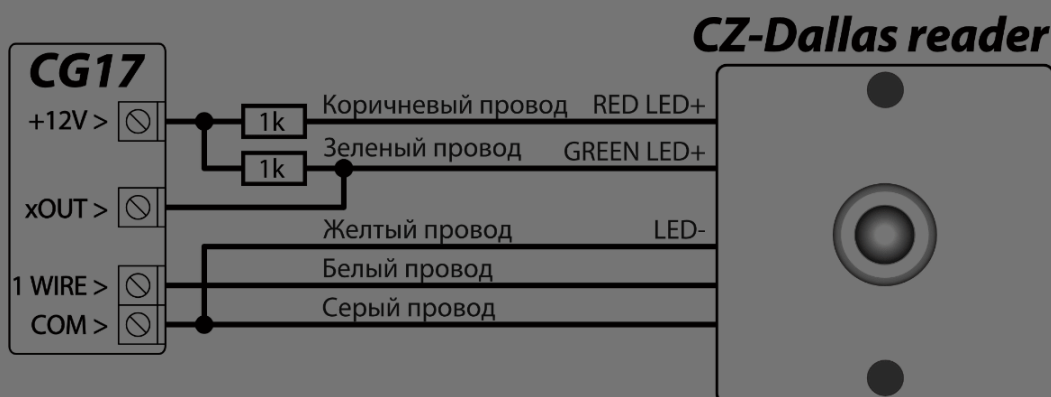 CZ-Dallas reader
CG17
+12V >
1k
Коричневый провод RED LED+
1k
Зеленый провод GREEN LED+
xOUT >
Желтый провод LED-
1 WIRE >
Белый провод
COM >
Серый провод